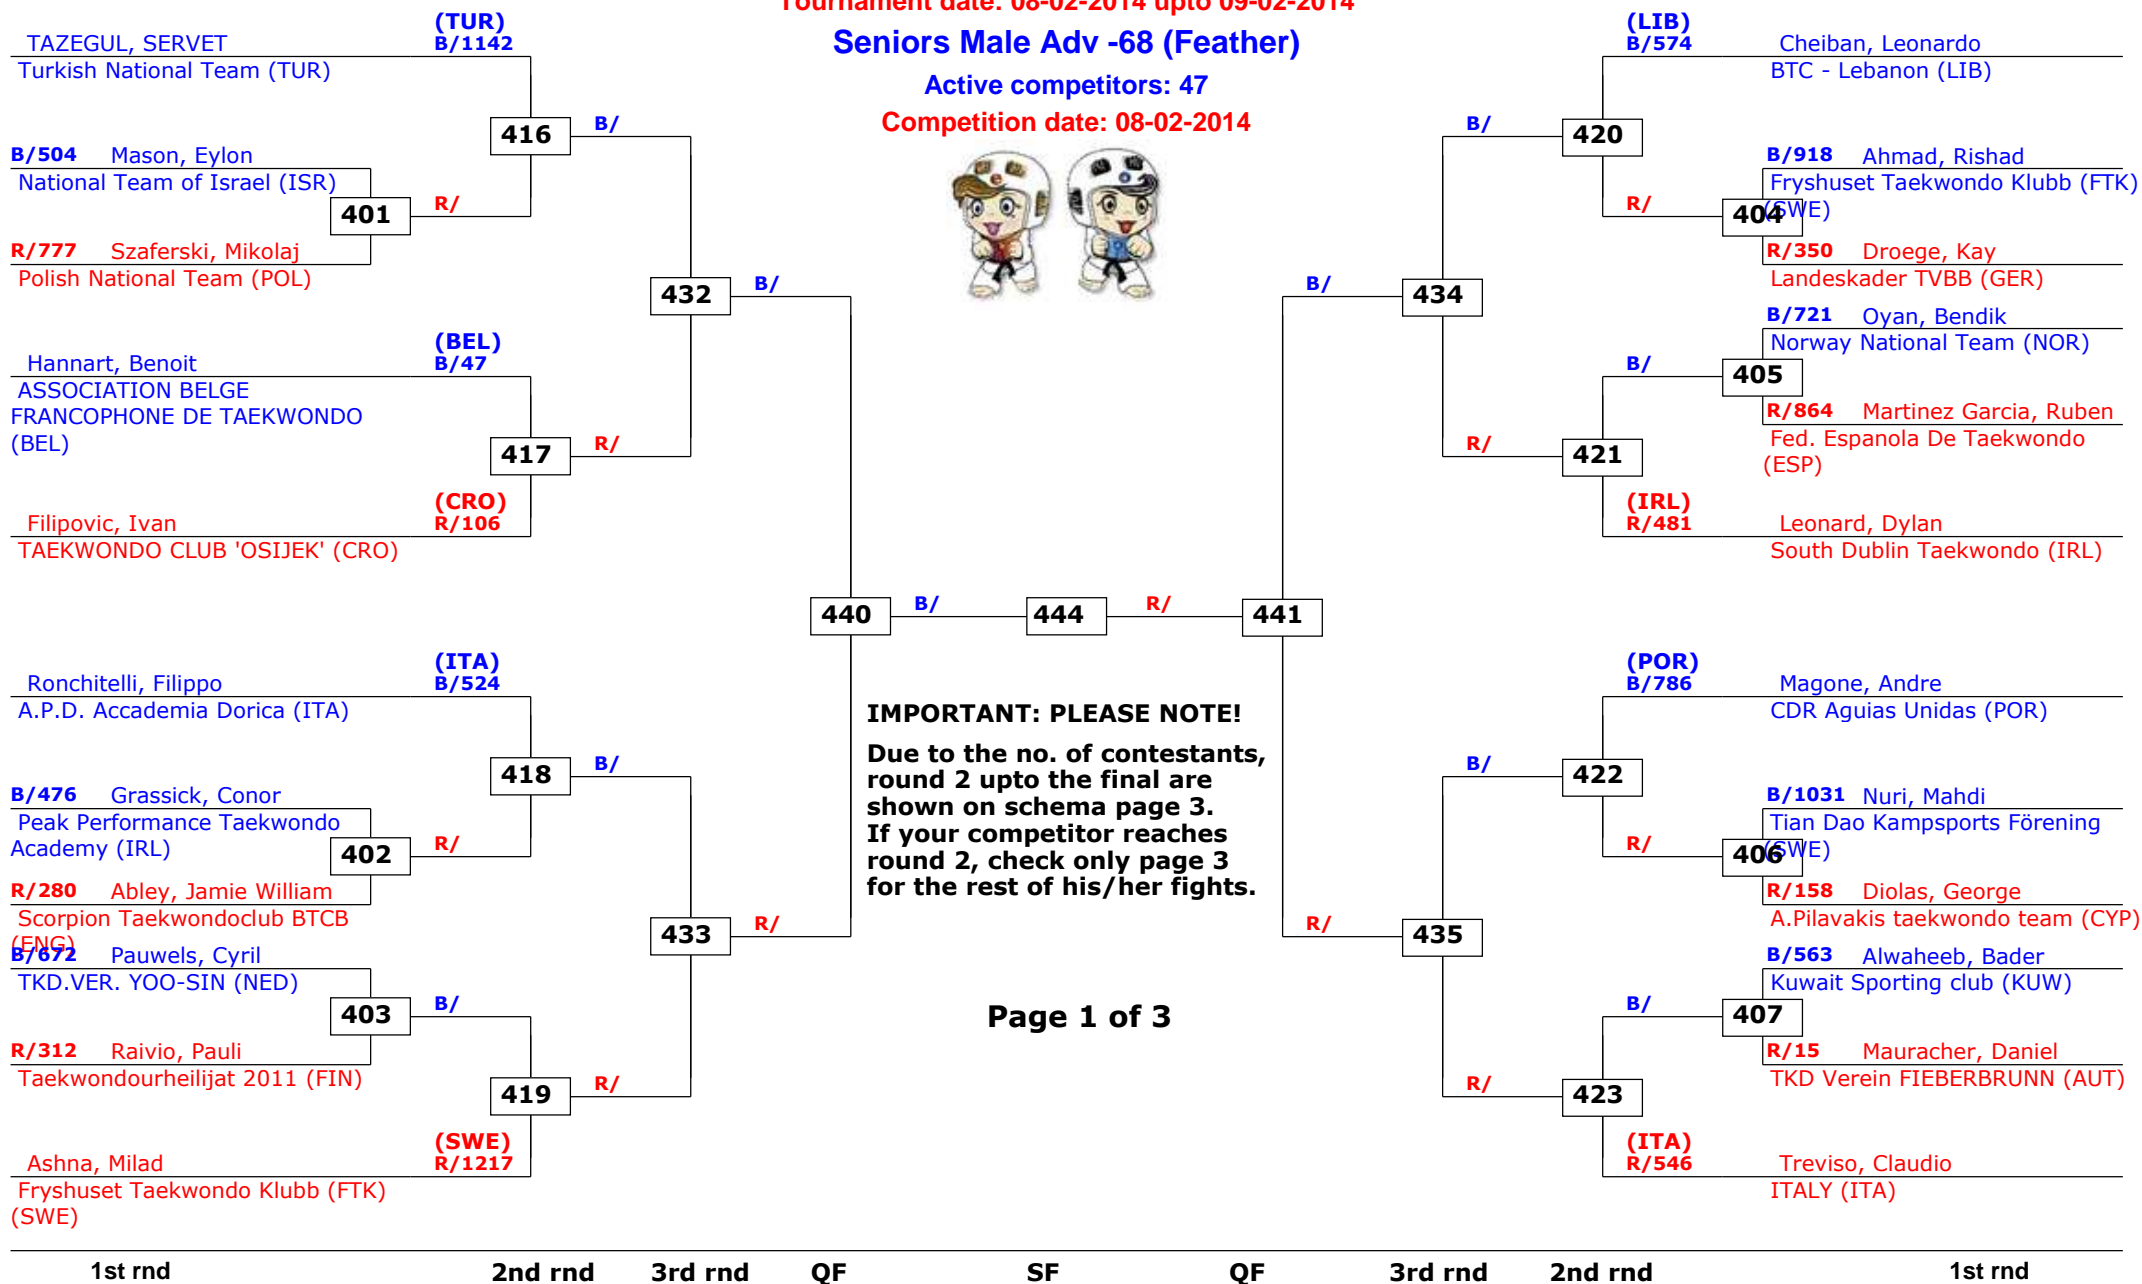 Tournament date: 08-02-2014 upto 09-02-2014
Seniors Male Adv -68 (Feather)
Active competitors: 47
Competition date: 08-02-2014
(TUR)
TAZEGUL, SERVET B/1142
Turkish National Team (TUR)
416
B/
B/504 Mason, Eylon
National Team of Israel (ISR)
401
R/
R/777 Szaferski, Mikolaj
Polish National Team (POL)
432
B/
(BEL)
Hannart, Benoit B/47
ASSOCIATION BELGE
FRANCOPHONE DE TAEKWONDO
(BEL)
417
R/
(CRO)
Filipovic, Ivan R/106
TAEKWONDO CLUB 'OSIJEK' (CRO)
440
B/
444
R/
441
(ITA)
Ronchitelli, Filippo B/524
A.P.D. Accademia Dorica (ITA)
418
B/
B/476 Grassick, Conor
Peak Performance Taekwondo
Academy (IRL)
402
R/
R/280 Abley, Jamie William
Scorpion Taekwondoclub BTCB
(ENG)
433
R/
B/672 Pauwels, Cyril
TKD.VER. YOO-SIN (NED)
403
B/
R/312 Raivio, Pauli
Taekwondourheilijat 2011 (FIN)
419
R/
(SWE)
Ashna, Milad R/1217
Fryshuset Taekwondo Klubb (FTK)
(SWE)
IMPORTANT: PLEASE NOTE!
Due to the no. of contestants,
round 2 upto the final are
shown on schema page 3.
If your competitor reaches
round 2, check only page 3
for the rest of his/her fights.
Page 1 of 3
(LIB)
B/574 Cheiban, Leonardo
BTC - Lebanon (LIB)
B/
420
B/918 Ahmad, Rishad
Fryshuset Taekwondo Klubb (FTK)
(SWE)
R/
404
R/350 Droege, Kay
Landeskader TVBB (GER)
B/
434
B/721 Oyan, Bendik
Norway National Team (NOR)
B/
405
R/864 Martinez Garcia, Ruben
Fed. Espanola De Taekwondo
(ESP)
R/
421
(IRL)
R/481 Leonard, Dylan
South Dublin Taekwondo (IRL)
(POR)
B/786 Magone, Andre
CDR Aguias Unidas (POR)
B/
422
B/1031 Nuri, Mahdi
Tian Dao Kampsports Förening
(SWE)
R/
406
R/158 Diolas, George
A.Pilavakis taekwondo team (CYP)
R/
435
B/563 Alwaheeb, Bader
Kuwait Sporting club (KUW)
B/
407
R/15 Mauracher, Daniel
TKD Verein FIEBERBRUNN (AUT)
R/
423
(ITA)
R/546 Treviso, Claudio
ITALY (ITA)
1st rnd 2nd rnd 3rd rnd QF SF QF 3rd rnd 2nd rnd 1st rnd